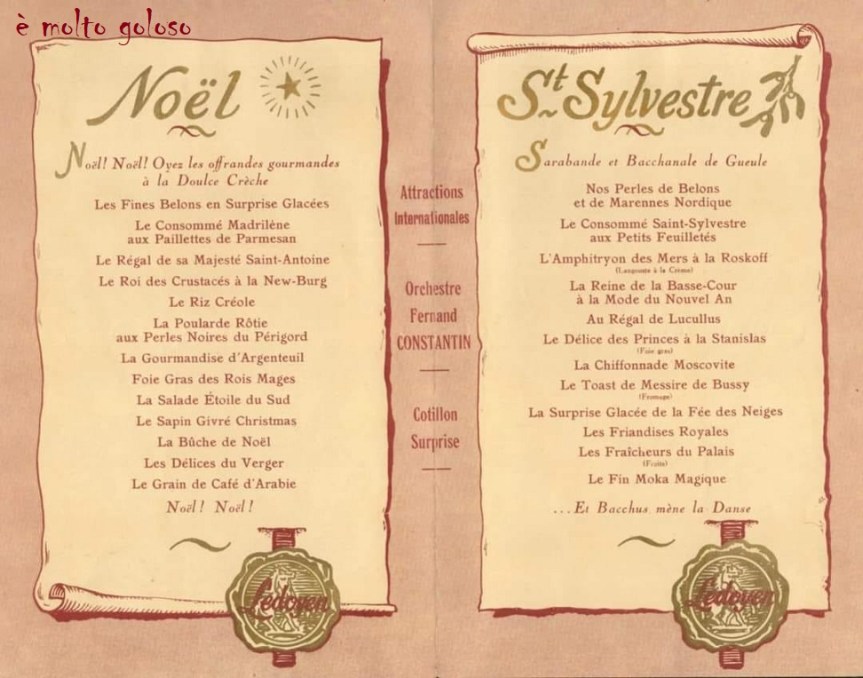 è molto goloso
Noël
Noël! Noël! Oyez les offrandes gourmandes
à la Doulce Crèche
Les Fines Belons en Surprise Glacées
Le Consommé Madrilène
aux Paillettes de Parmesan
Le Régal de sa Majesté Saint-Antoine
Le Roi des Crustacés à la New-Burg
Le Riz Créole
La Poularde Rôtie
aux Perles Noires du Périgord
La Gourmandise d'Argenteuil
Foie Gras des Rois Mages
La Salade Étoile du Sud
Le Sapin Givré Christmas
La Bûche de Noël
Les Délices du Verger
Le Grain de Café d'Arabie
Noël! Noël!
Ledoyen
Attractions
Internationales
Orchestre
Fernand
CONSTANTIN
Cotillon
Surprise
St Sylvestre
Sarabande et Bacchanale de Gueule
Nos Perles de Belons
et de Marennes Nordique
Le Consommé Saint-Sylvestre
aux Petits Feuilletés
L'Amphitryon des Mers à la Roskoff
(Langouste à la Crème)
La Reine de la Basse-Cour
à la Mode du Nouvel An
Au Régal de Lucullus
Le Délice des Princes à la Stanislas
(Foie gras)
La Chiffonnade Moscovite
Le Toast de Messire de Bussy
(Fromage)
La Surprise Glacée de la Fée des Neiges
Les Friandises Royales
Les Fraîcheurs du Palais
(Fruits)
Le Fin Moka Magique
...Et Bacchus mène la Danse
Ledoyen